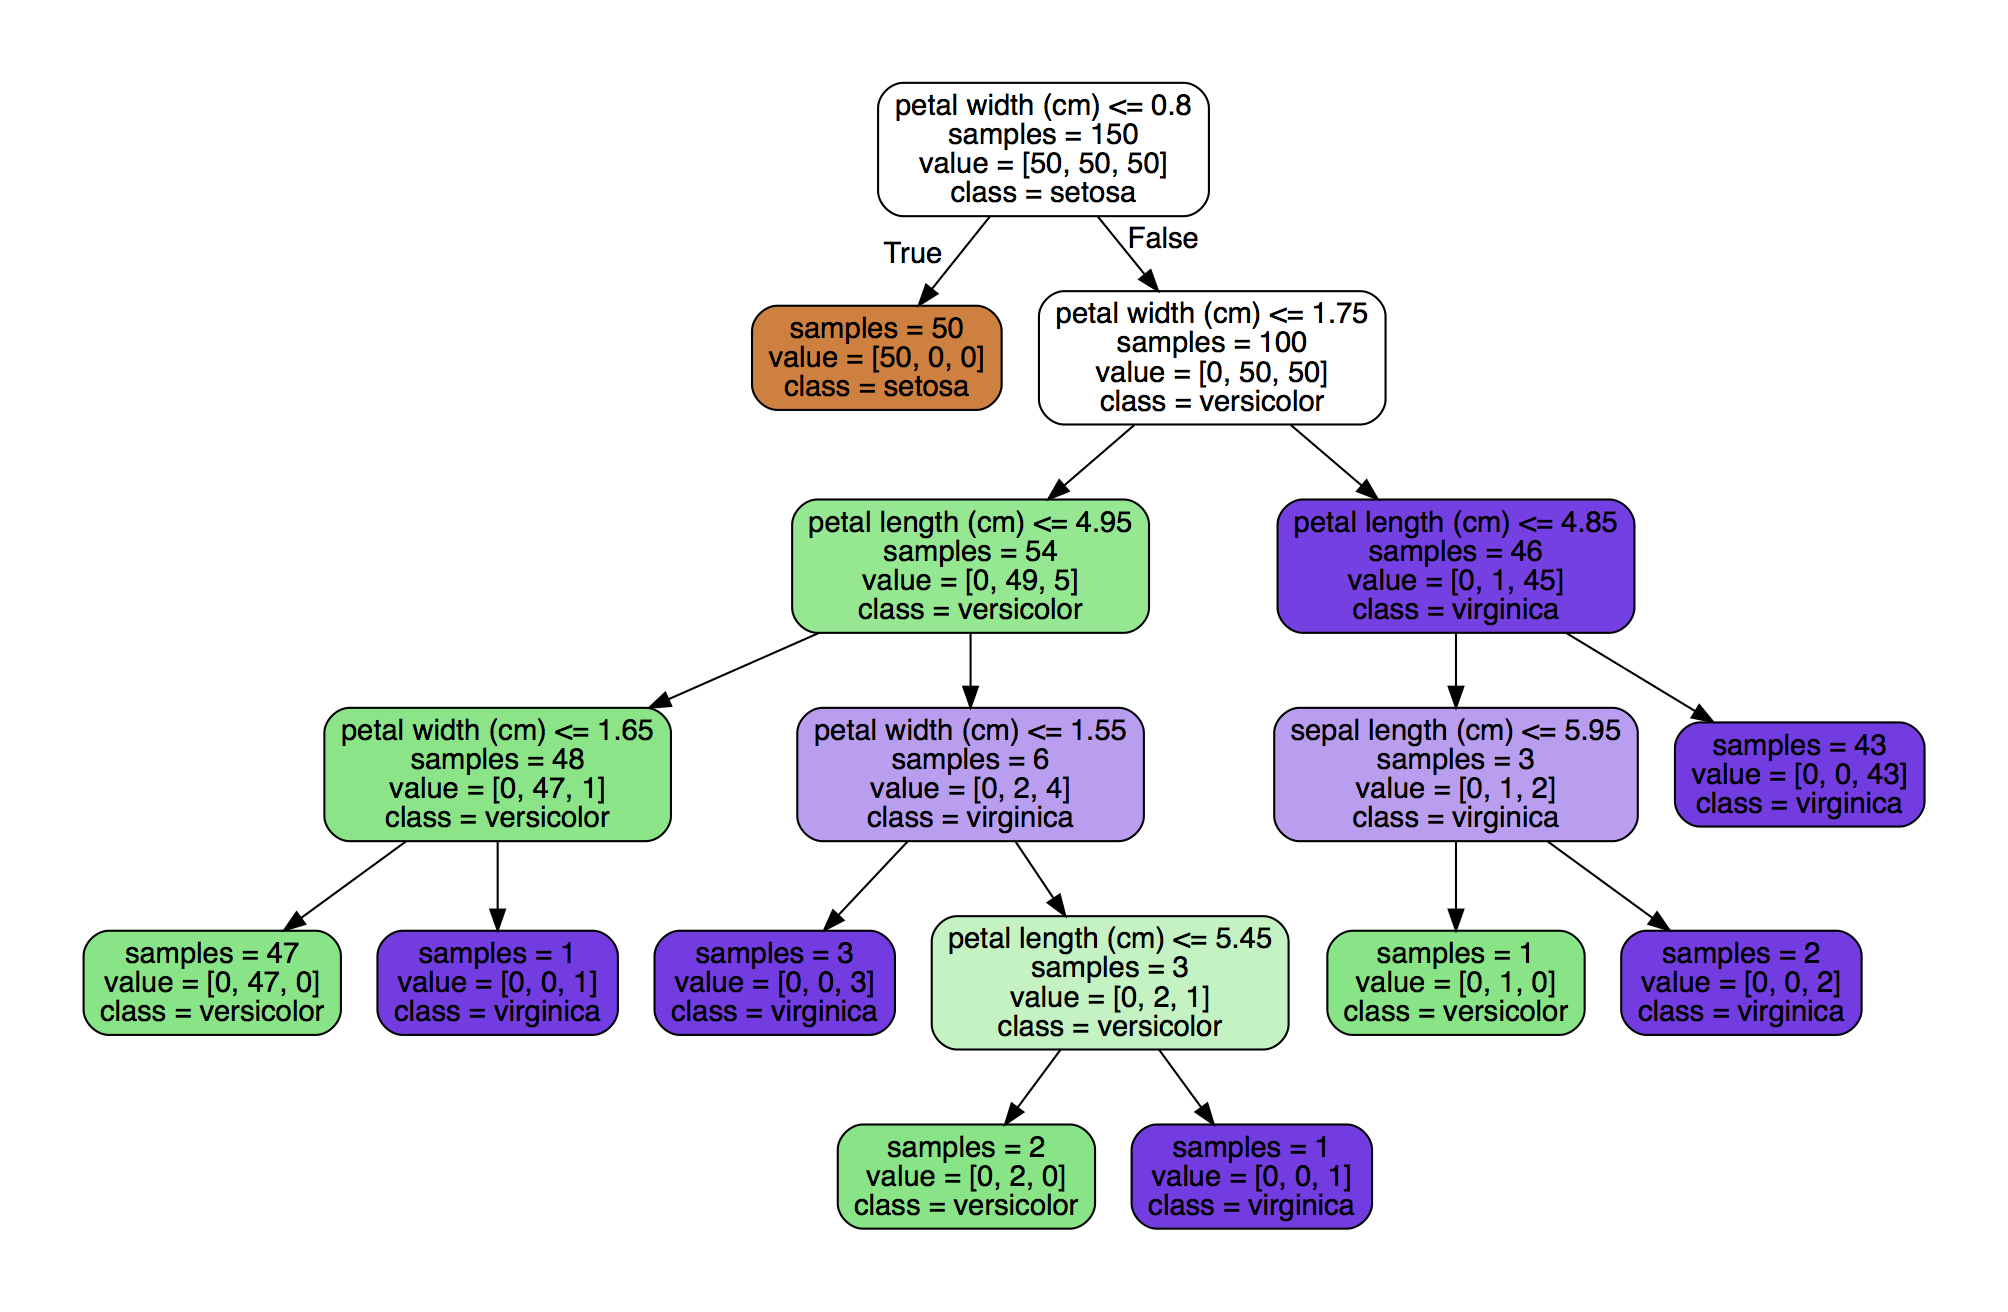 petal width (cm) <= 0.8
samples = 150
value = [50, 50, 50]
class = setosa
True
False
samples = 50
value = [50, 0, 0]
class = setosa
petal width (cm) <= 1.75
samples = 100
value = [0, 50, 50]
class = versicolor
petal length (cm) <= 4.95
samples = 54
value = [0, 49, 5]
class = versicolor
petal length (cm) <= 4.85
samples = 46
value = [0, 1, 45]
class = virginica
petal width (cm) <= 1.65
samples = 48
value = [0, 47, 1]
class = versicolor
petal width (cm) <= 1.55
samples = 6
value = [0, 2, 4]
class = virginica
sepal length (cm) <= 5.95
samples = 3
value = [0, 1, 2]
class = virginica
samples = 43
value = [0, 0, 43]
class = virginica
samples = 47
value = [0, 47, 0]
class = versicolor
samples = 1
value = [0, 0, 1]
class = virginica
samples = 3
value = [0, 0, 3]
class = virginica
petal length (cm) <= 5.45
samples = 3
value = [0, 2, 1]
class = versicolor
samples = 1
value = [0, 1, 0]
class = versicolor
samples = 2
value = [0, 0, 2]
class = virginica
samples = 2
value = [0, 2, 0]
class = versicolor
samples = 1
value = [0, 0, 1]
class = virginica